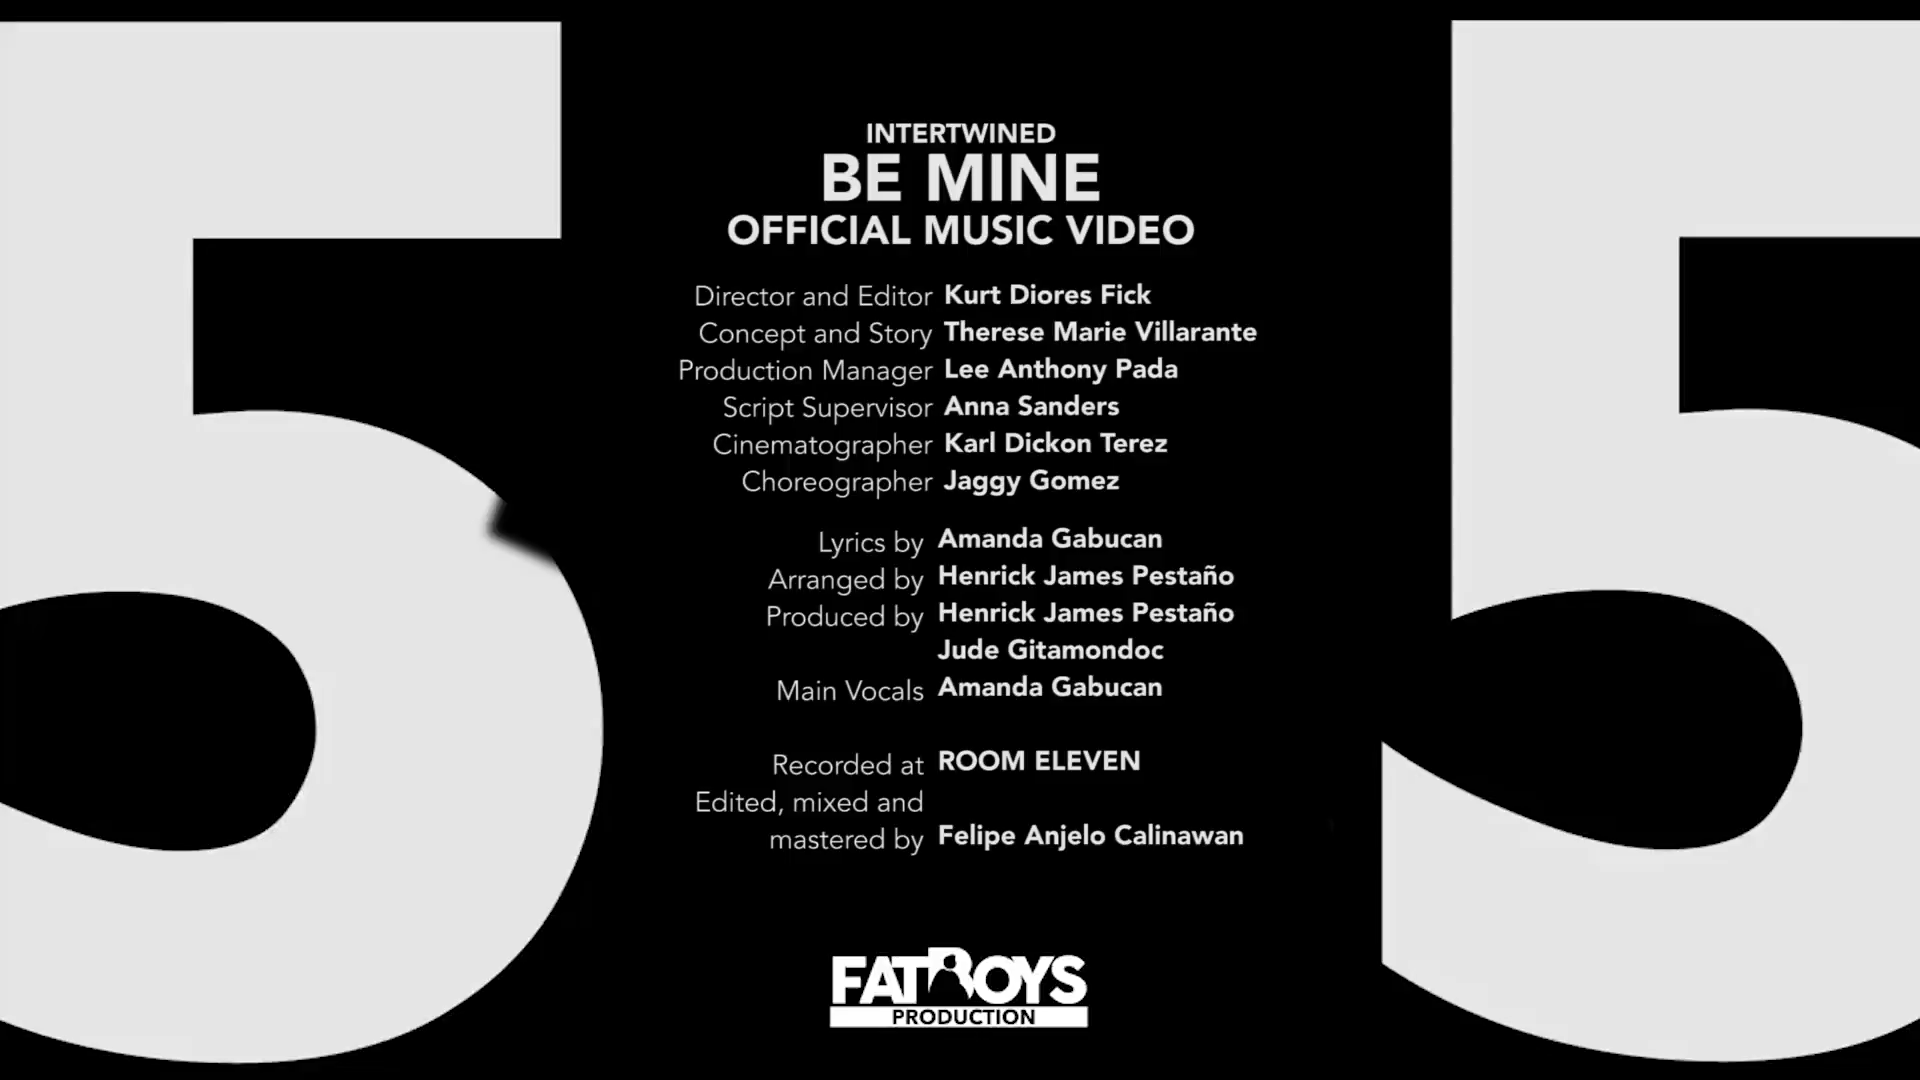 5
5
INTERTWINED
BE MINE
OFFICIAL MUSIC VIDEO
Director and Editor Kurt Diores Fick
Concept and Story Therese Marie Villarante
Production Manager Lee Anthony Pada
Script Supervisor Anna Sanders
Cinematographer Karl Dickon Terez
Choreographer Jaggy Gomez
Lyrics by Amanda Gabucan
Arranged by Henrick James Pestaño
Produced by Henrick James Pestaño
Jude Gitamondoc
Main Vocals Amanda Gabucan
Recorded at ROOM ELEVEN
Edited, mixed and
mastered by Felipe Anjelo Calinawan
FATBOYS
PRODUCTION